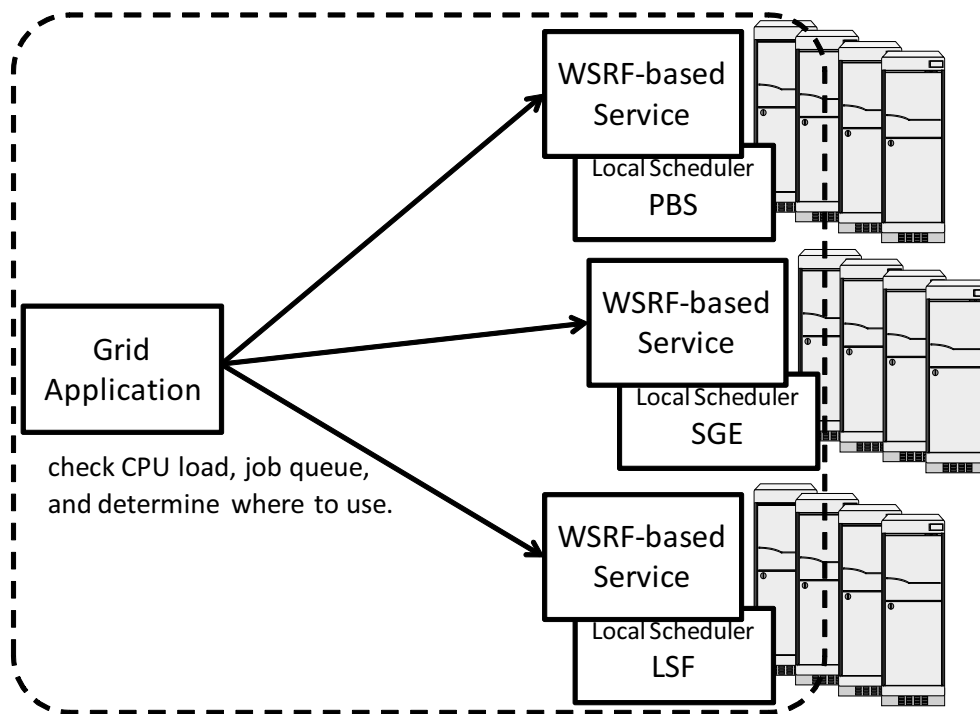 WSRF-based
Service
Local Scheduler
PBS
WSRF-based
Service
Local Scheduler
SGE
Grid
Application
check CPU load, job queue,
and determine where to use.
WSRF-based
Service
Local Scheduler
LSF